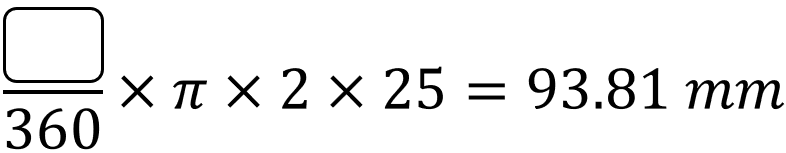 □/360 × π × 2 × 25 = 93.81 mm